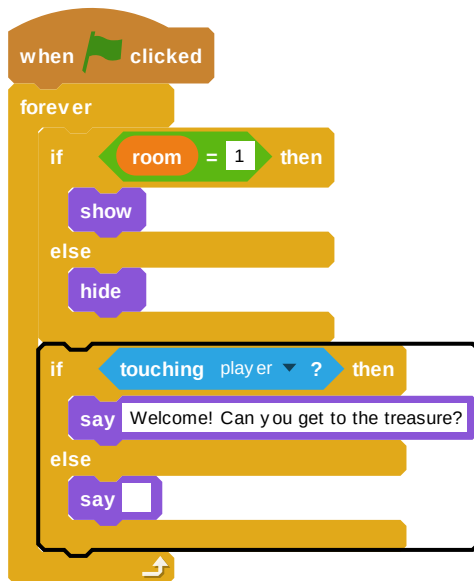 when clicked
forever
if room = 1 then
show
else
hide
if touching player ? then
say Welcome! Can you get to the treasure?
else
say